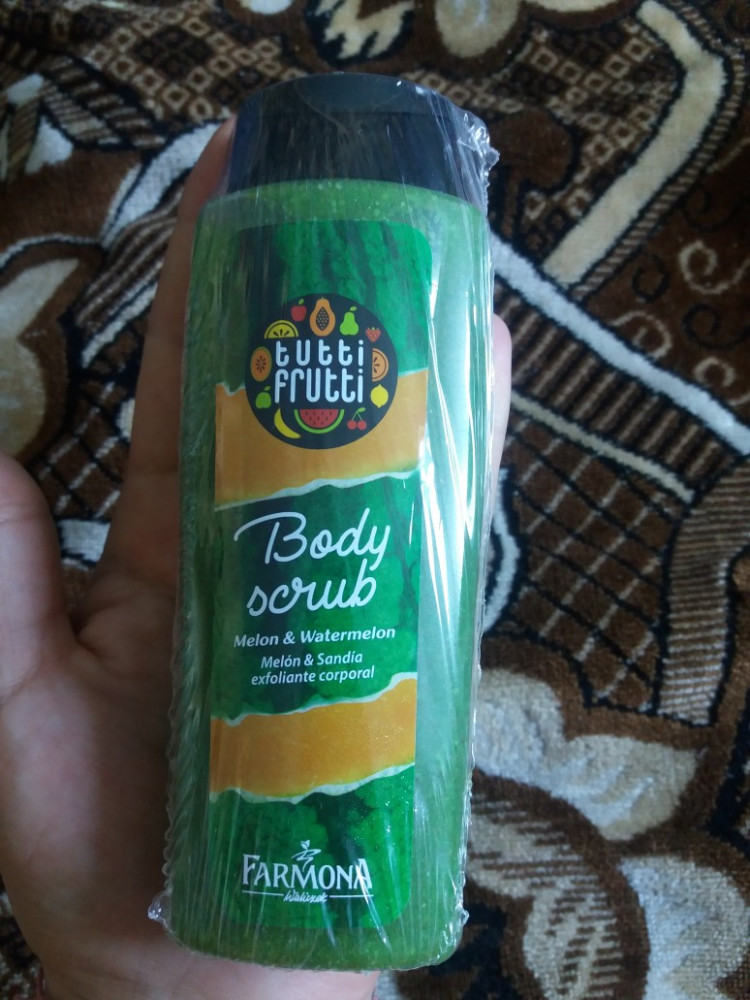 tutti
frutti
Body
scrub
Melon & Watermelon
Melón & Sandía
exfoliante corporal
FARMONA